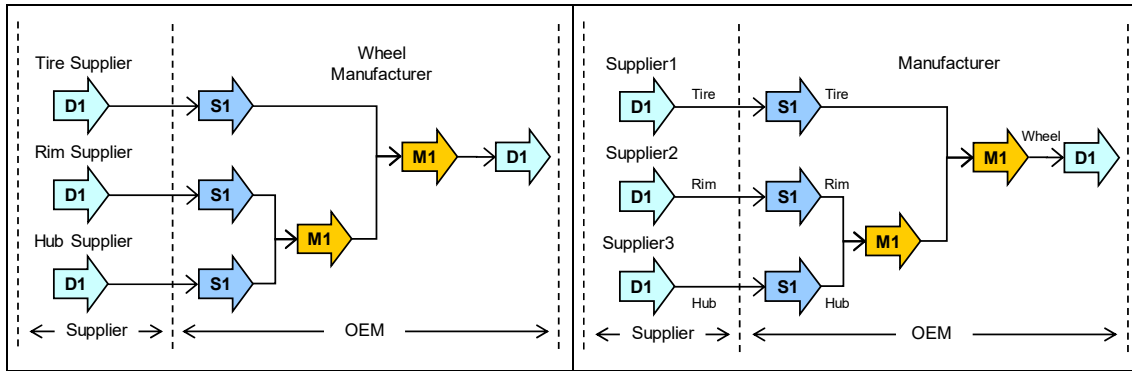 Tire Supplier
D1
S1
Wheel
Manufacturer
M1
D1
Rim Supplier
D1
S1
M1
Hub Supplier
D1
S1
Supplier
OEM
Supplier1
D1
Tire
S1
Tire
Manufacturer
M1
Wheel
D1
Supplier2
D1
Rim
S1
Rim
M1
Supplier3
D1
Hub
S1
Hub
Supplier
OEM